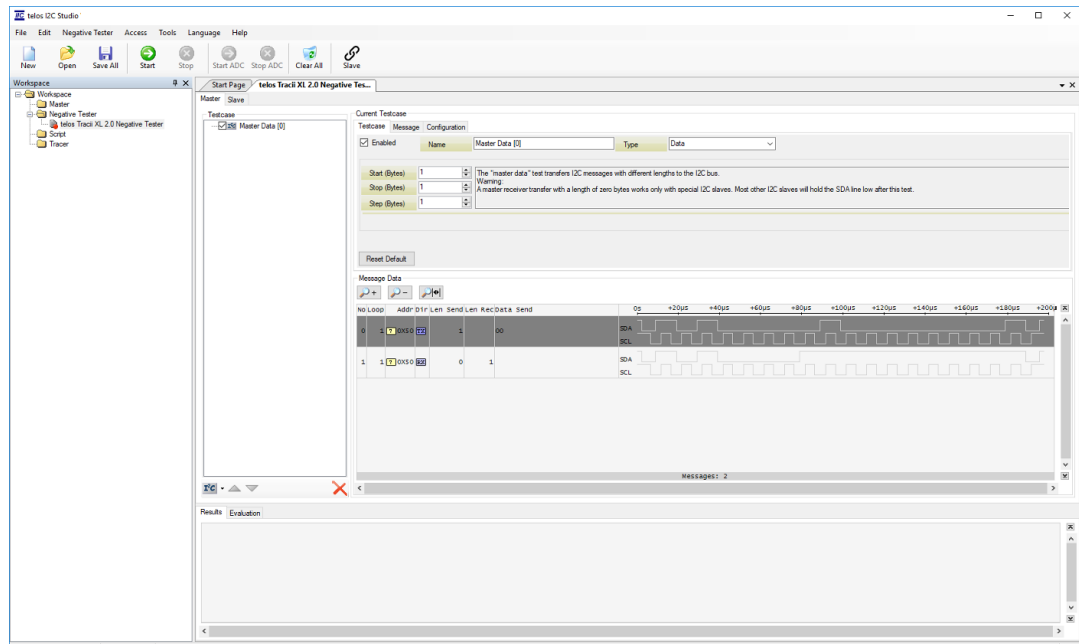 telos I2C Studio
File Edit Negative Tester Access Tools Language Help
New Open Save All Start Stop Start ADC Stop ADC Clear All Slave
Workspace
Workspace
Master
Negative Tester
telos Tracii XL 2.0 Negative Tester
Script
Tracer
Start Page telos Tracii XL 2.0 Negative Tes...
Master Slave
Testcase
Master Data [0]
I²C
Current Testcase
Testcase Message Configuration
Enabled Name Master Data [0] Type Data
Start (Bytes) 1
Stop (Bytes) 1
Step (Bytes) 1
The "master data" test transfers I2C messages with different lengths to the I2C bus.
Warning:
A master receiver transfer with a length of zero bytes works only with special I2C slaves. Most other I2C slaves will hold the SDA line low after this test.
Reset Default
Message Data
No Loop Addr Dir Len Send Len Rec Data Send 0s +20µs +40µs +60µs +80µs +100µs +120µs +140µs +160µs +180µs +200µ
0 1 ? 0X50 TX 1 00 SDA
SCL
1 1 ? 0X50 RX 0 1 SDA
SCL
Messages: 2
Results Evaluation